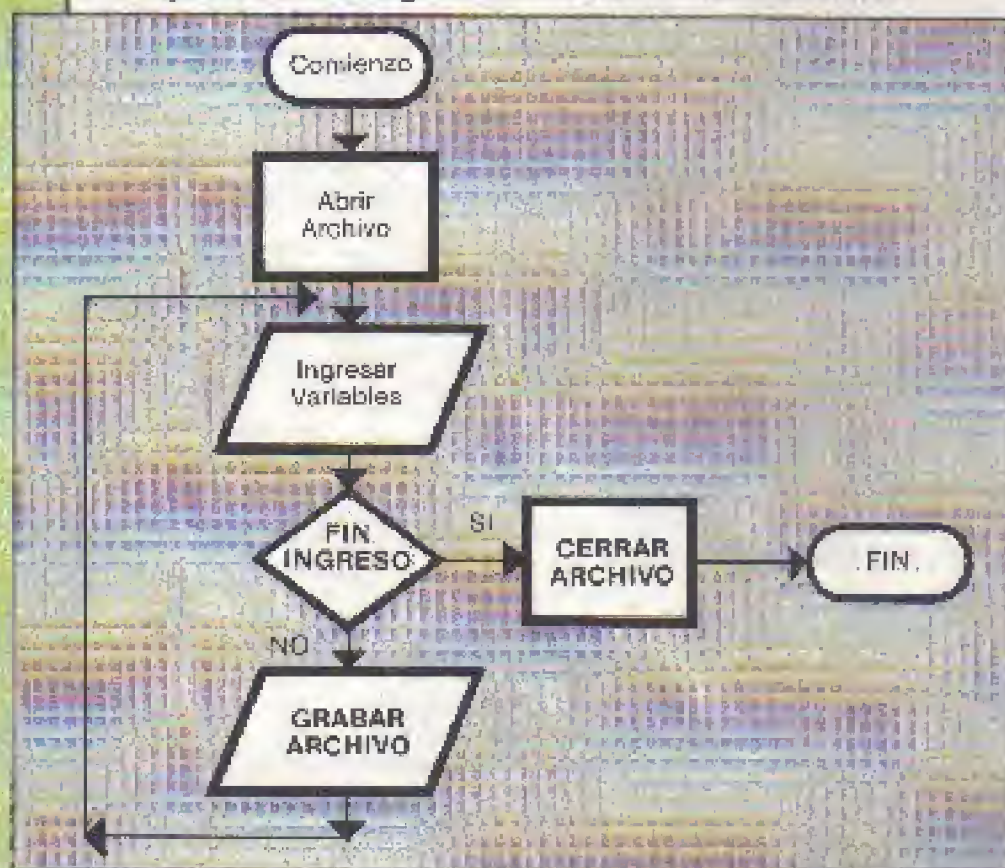 Comienzo
Abrir
Archivo
Ingresar
Variables
FIN
INGRESO
SI
CERRAR
ARCHIVO
FIN
NO
GRABAR
ARCHIVO